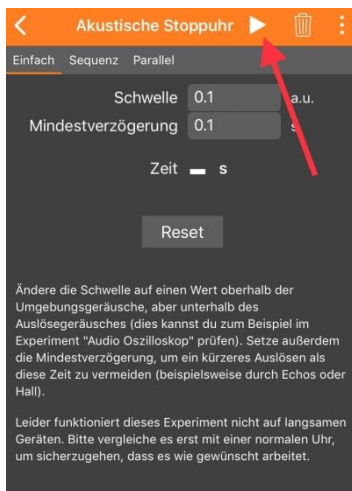 Akustische Stoppuhr
Einfach Sequenz Parallel
Schwelle 0.1 a.u.
Mindestverzögerung 0.1 s
Zeit – s
Reset
Ändere die Schwelle auf einen Wert oberhalb der
Umgebungsgeräusche, aber unterhalb des
Auslösegeräusches (dies kannst du zum Beispiel im
Experiment "Audio Oszilloskop" prüfen). Setze außerdem
die Mindestverzögerung, um ein kürzeres Auslösen als
diese Zeit zu vermeiden (beispielsweise durch Echos oder
Hall).
Leider funktioniert dieses Experiment nicht auf langsamen
Geräten. Bitte vergleiche es erst mit einer normalen Uhr,
um sicherzugehen, dass es wie gewünscht arbeitet.